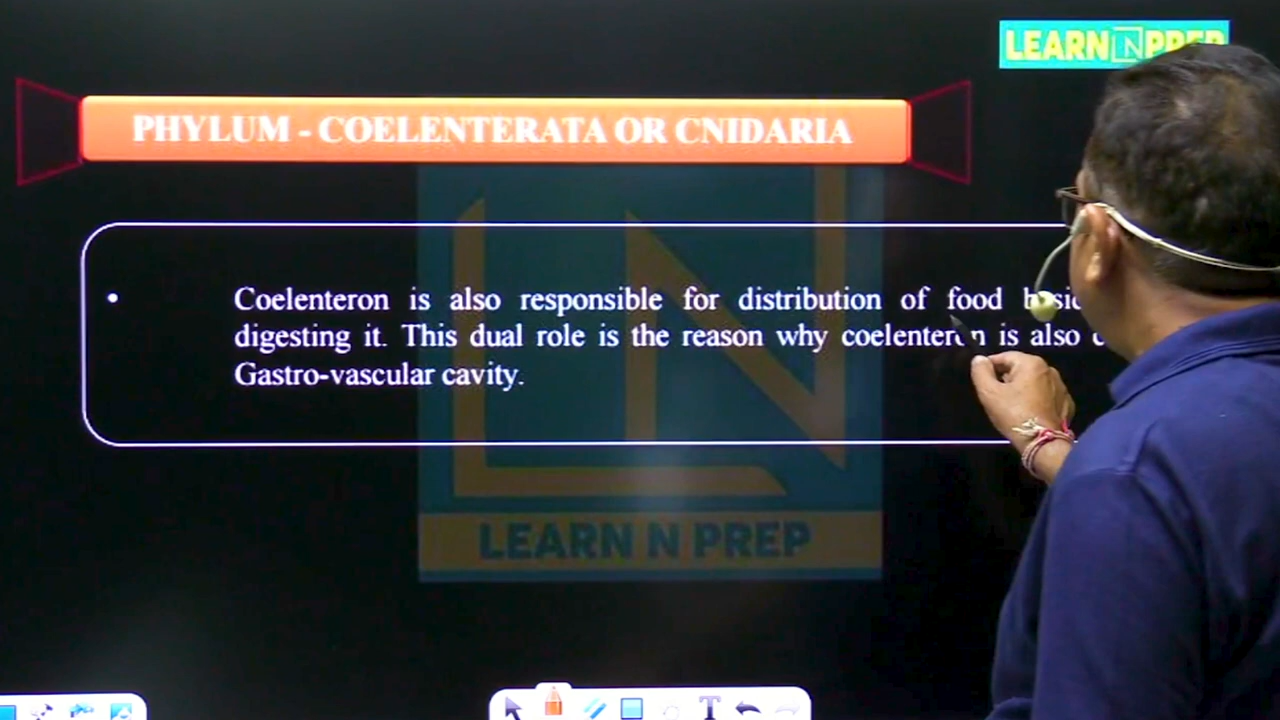 LEARN N PREP
PHYLUM - COELENTERATA OR CNIDARIA
• Coelenteron is also responsible for distribution of food
digesting it. This dual role is the reason why coelenteron is also
Gastro-vascular cavity.
LEARN N PREP
T